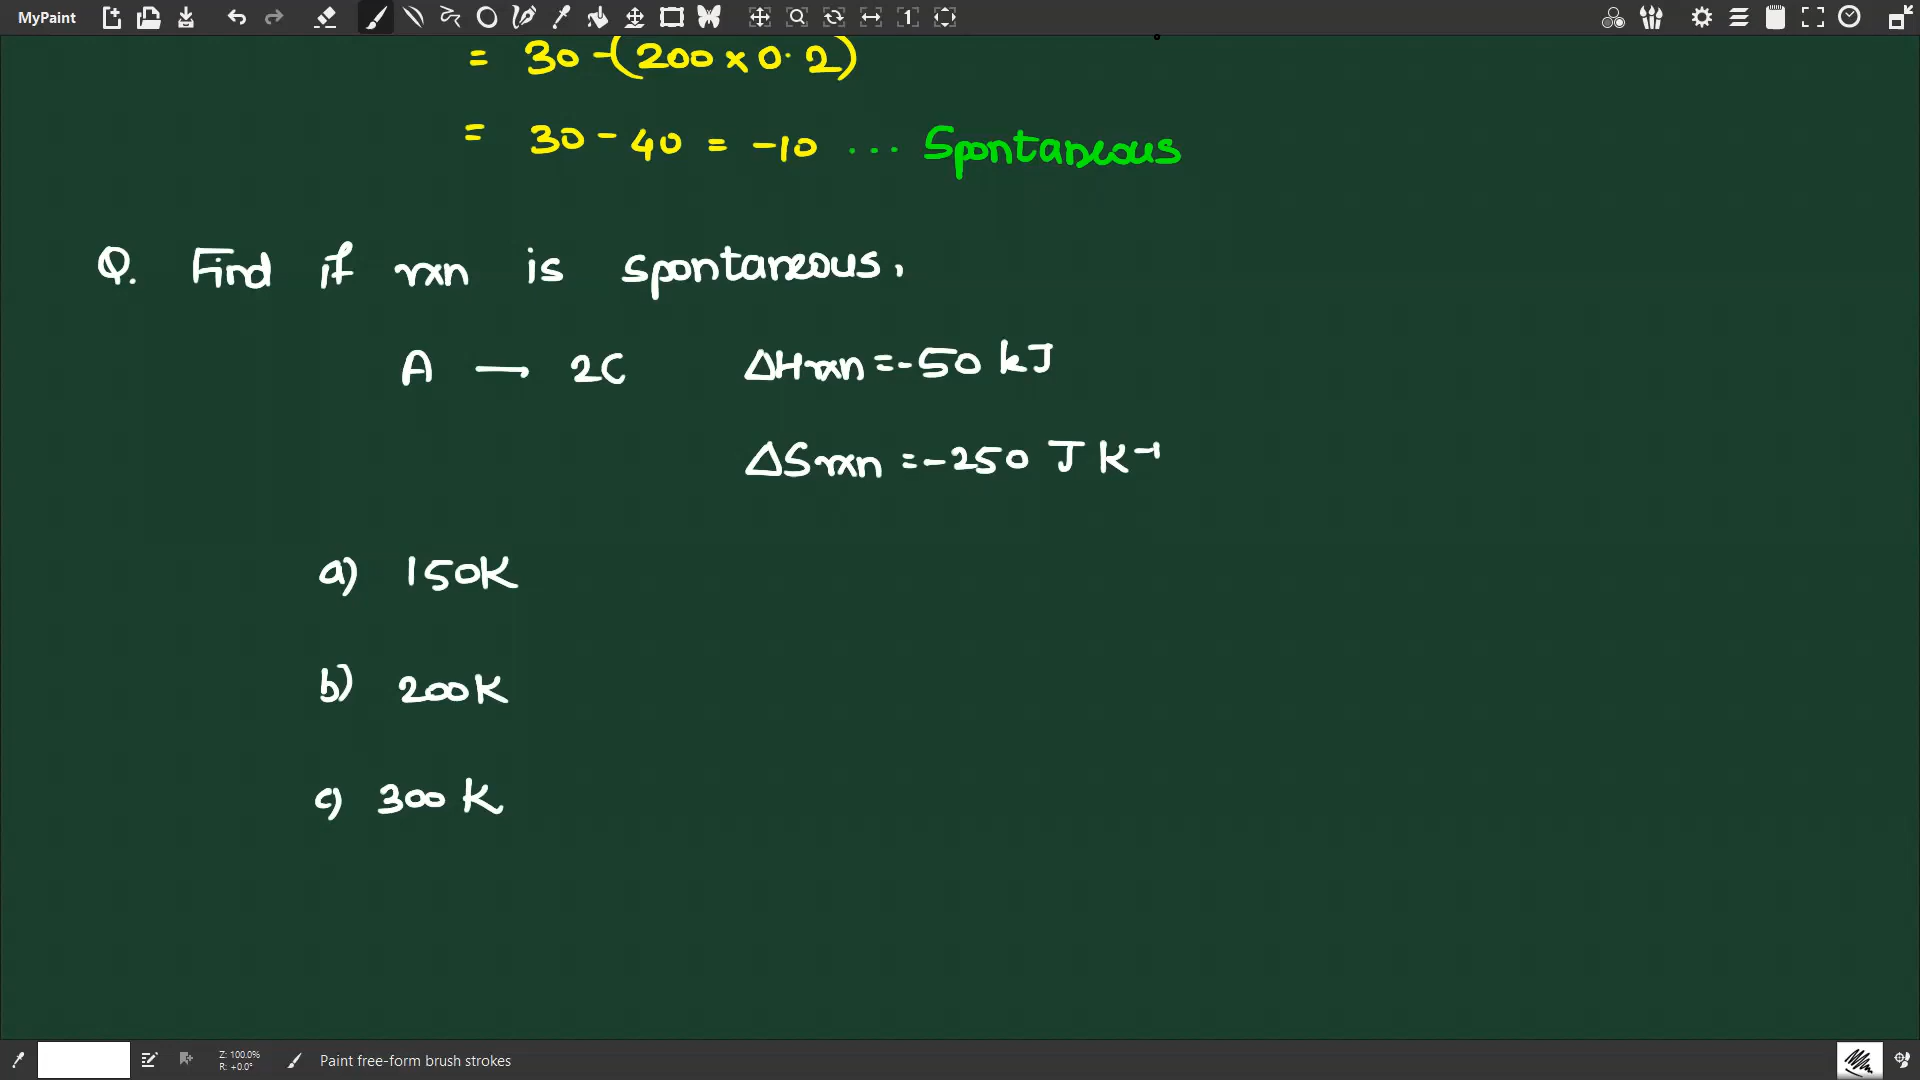 MyPaint
= 30 - (200 x 0.2)
= 30 - 40 = -10 ... Spontaneous
Q. Find if rxn is spontaneous.
A — 2C ΔHrxn = -50 kJ
ΔSrxn = -250 J K⁻¹
a) 150K
b) 200K
c) 300 K
Z: 100.0%
R: +0.0°
Paint free-form brush strokes